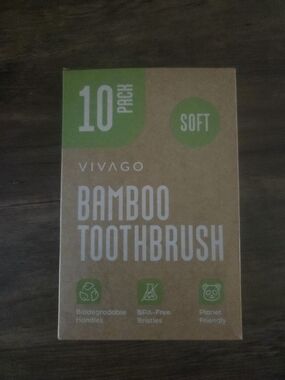 10 PACK
SOFT
VIVAGO
BAMBOO
TOOTHBRUSH
Biodegradable
Handles
BPA-Free
Bristles
Planet
Friendly